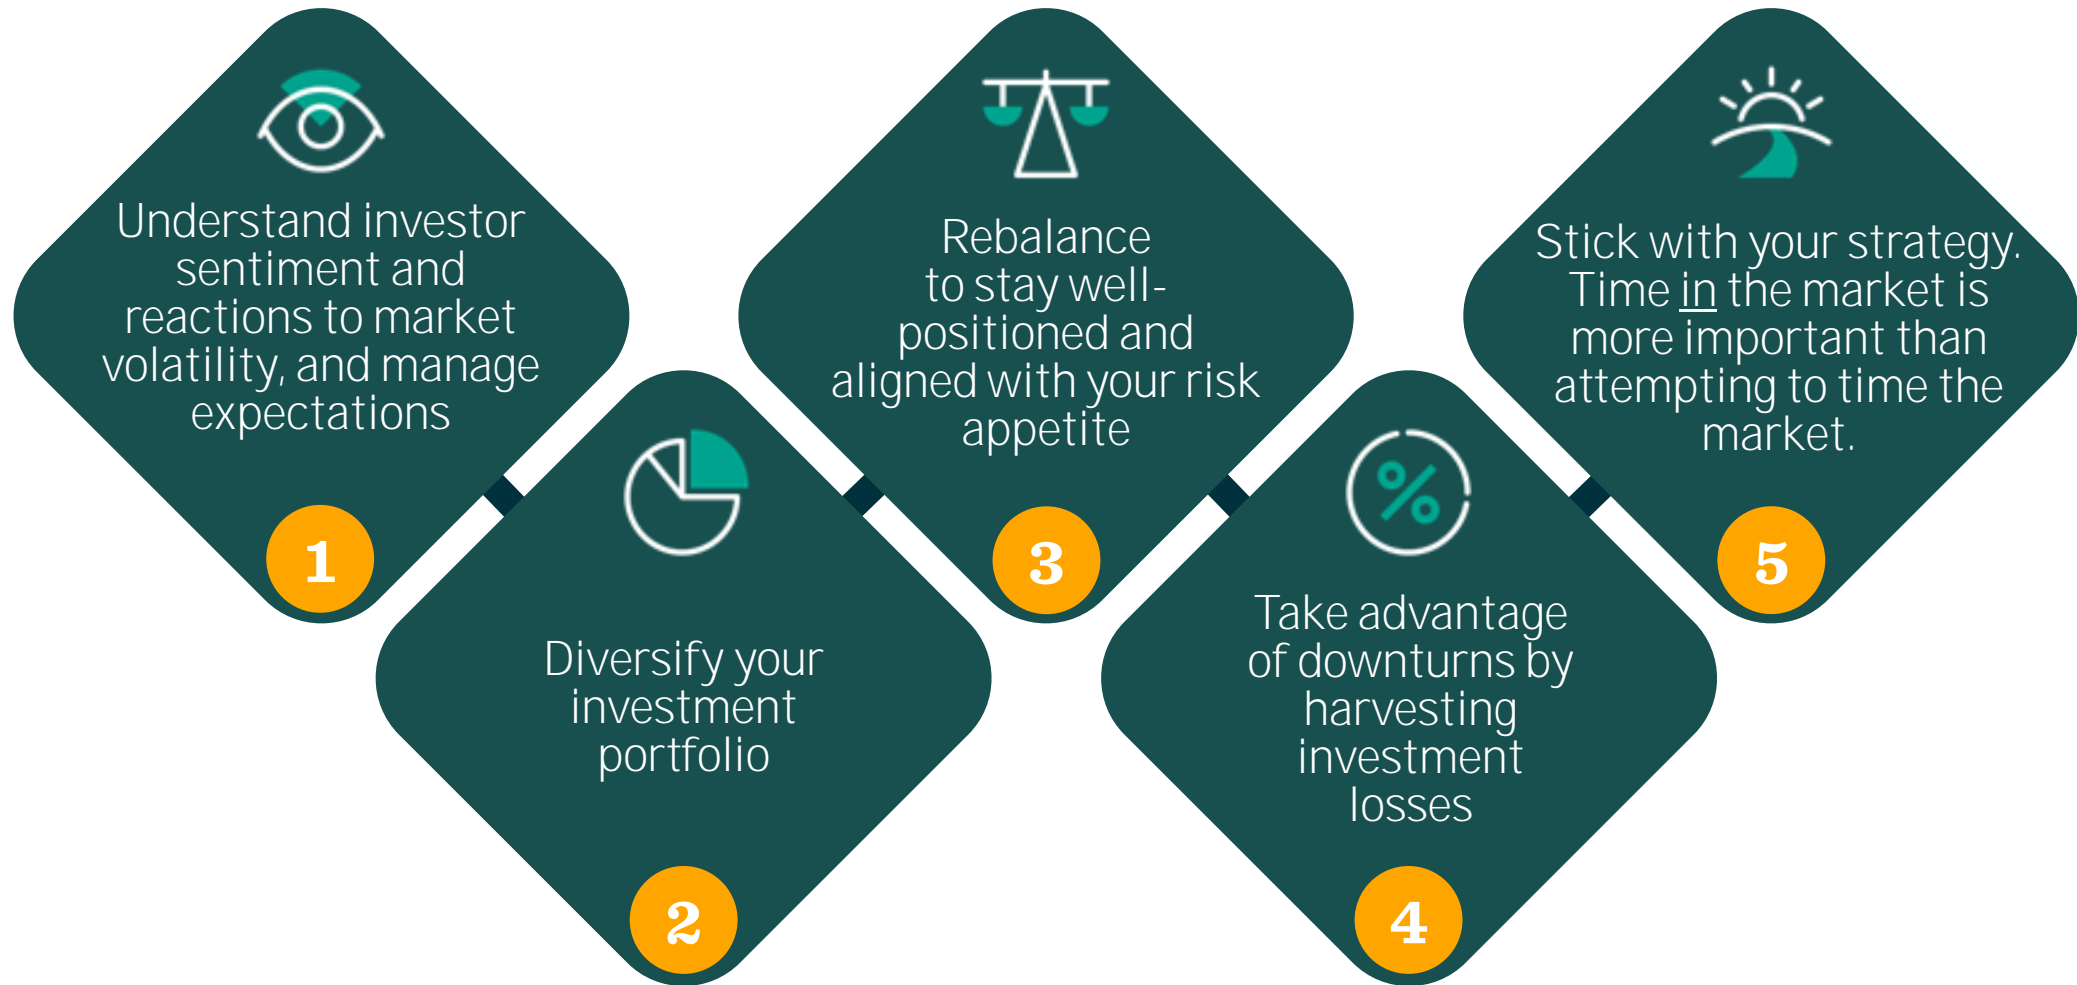 Understand investor
sentiment and
reactions to market
volatility, and manage
expectations
1
Diversify your
investment
portfolio
2
Rebalance
to stay well-
positioned and
aligned with your risk
appetite
3
Take advantage
of downturns by
harvesting
investment
losses
4
Stick with your strategy.
Time in the market is
more important than
attempting to time the
market.
5